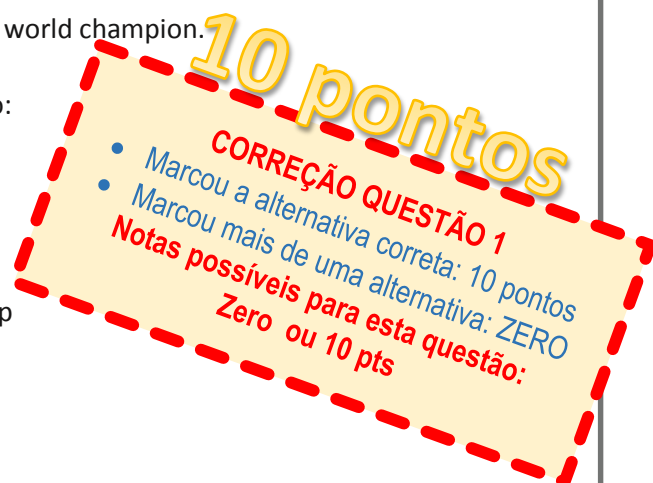 world champion.
10 pontos
o:
CORREÇÃO QUESTÃO 1
• Marcou a alternativa correta: 10 pontos
• Marcou mais de uma alternativa: ZERO
Notas possíveis para esta questão:
Zero ou 10 pts
p